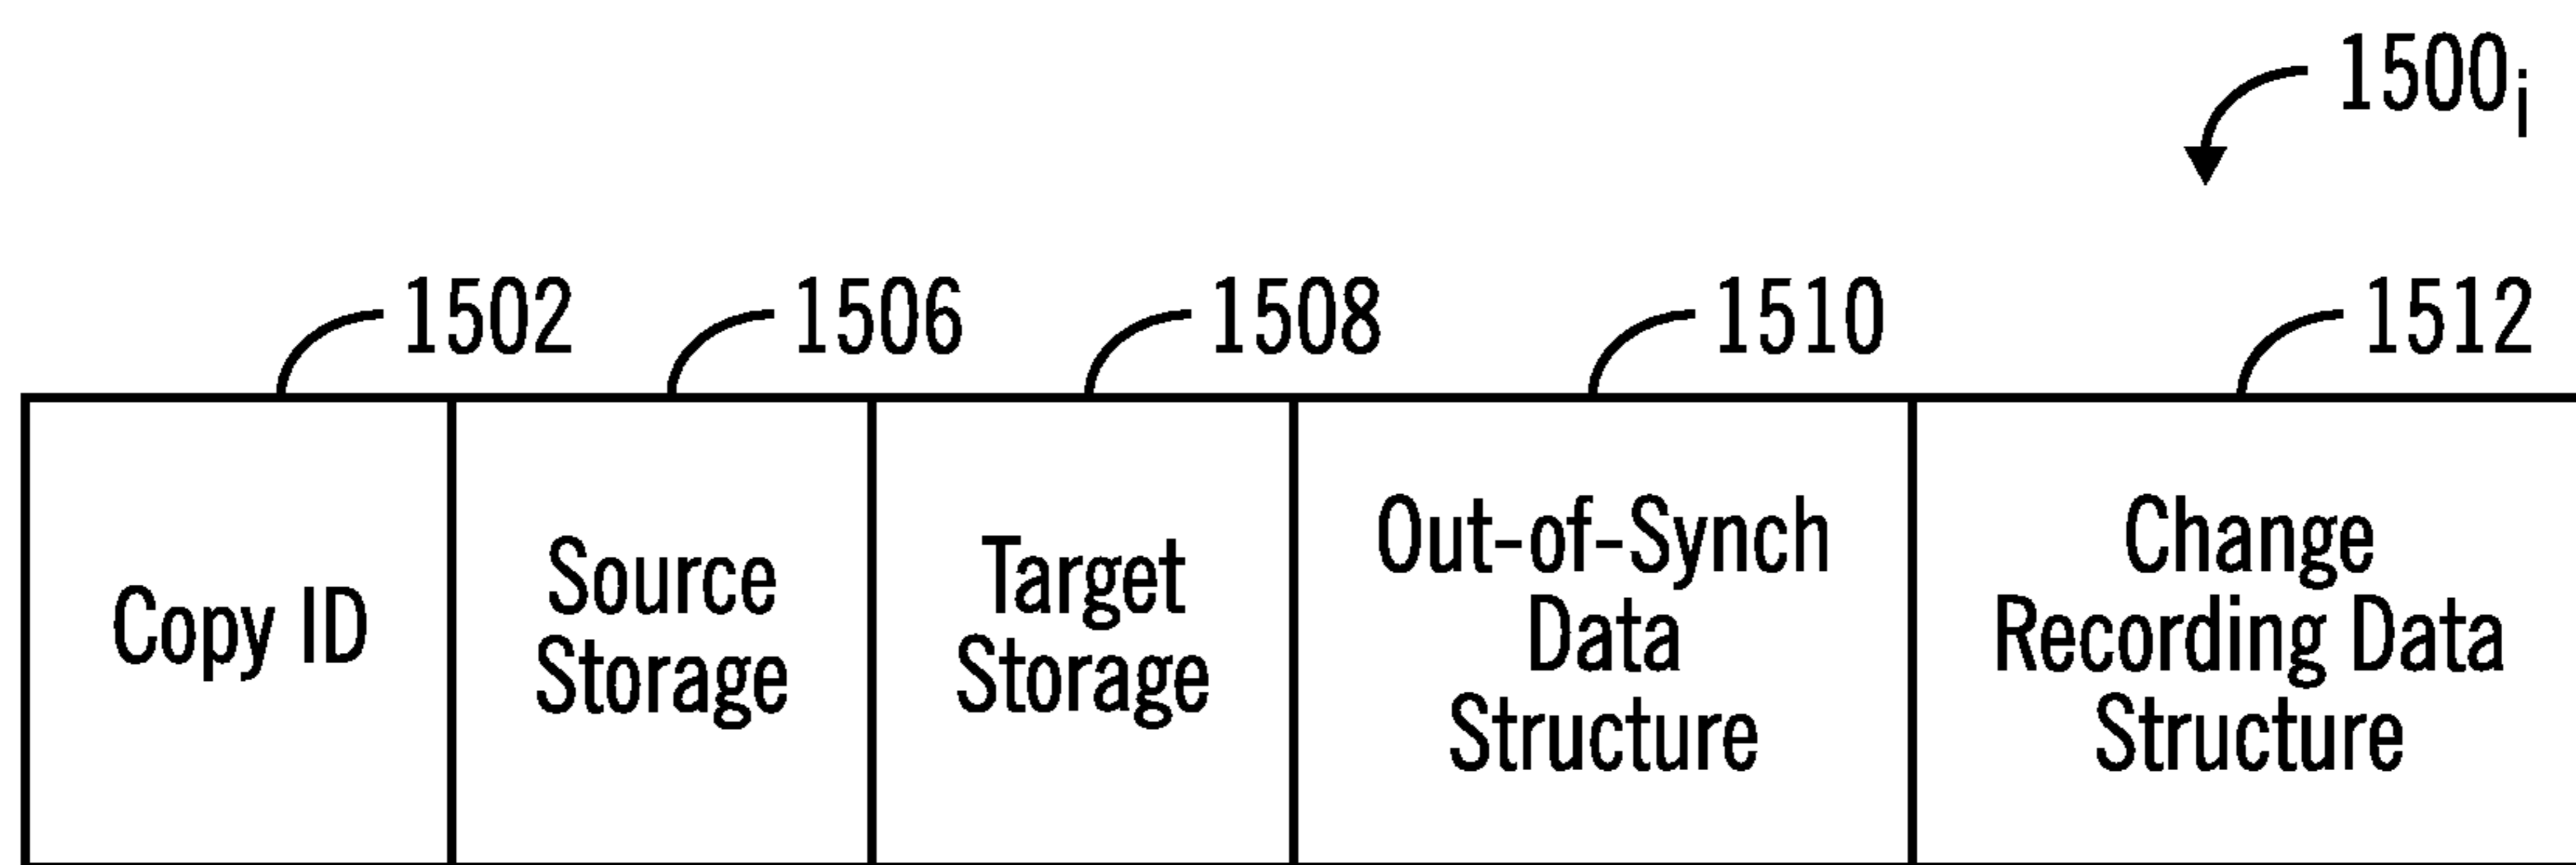 1500i
1502
1506
1508
1510
1512
Copy ID
Source
Storage
Target
Storage
Out-of-Synch
Data
Structure
Change
Recording Data
Structure